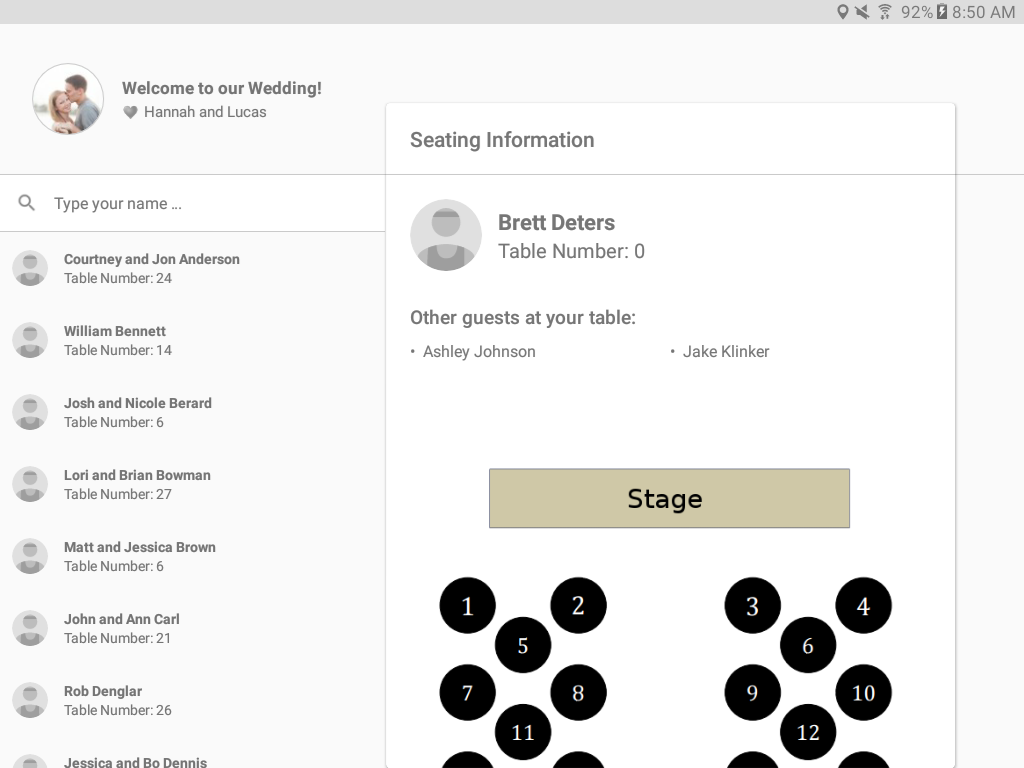 92% 8:50 AM
Welcome to our Wedding!
Hannah and Lucas
Type your name ...
Courtney and Jon Anderson
Table Number: 24
William Bennett
Table Number: 14
Josh and Nicole Berard
Table Number: 6
Lori and Brian Bowman
Table Number: 27
Matt and Jessica Brown
Table Number: 6
John and Ann Carl
Table Number: 21
Rob Denglar
Table Number: 26
Jessica and Bo Dennis
Seating Information
Brett Deters
Table Number: 0
Other guests at your table:
• Ashley Johnson • Jake Klinker
Stage
1 2 3 4
5 6
7 8 9 10
11 12